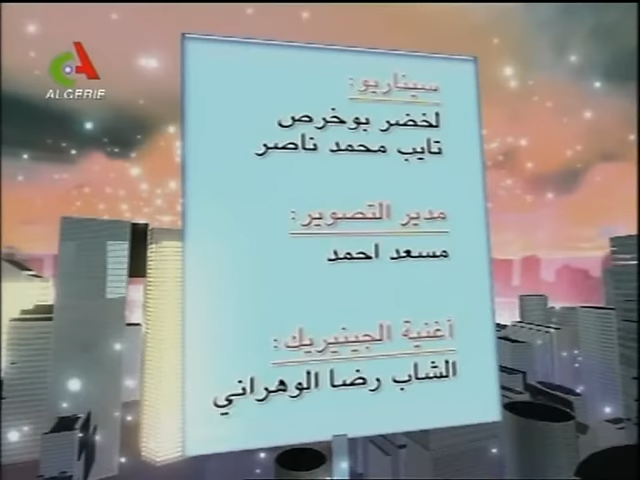 ALGERIE
سيناريو:
لخضر بوخرص
تايب محمد ناصر
مدير التصوير:
مسعد احمد
أغنية الجينيريك:
الشاب رضا الوهراني